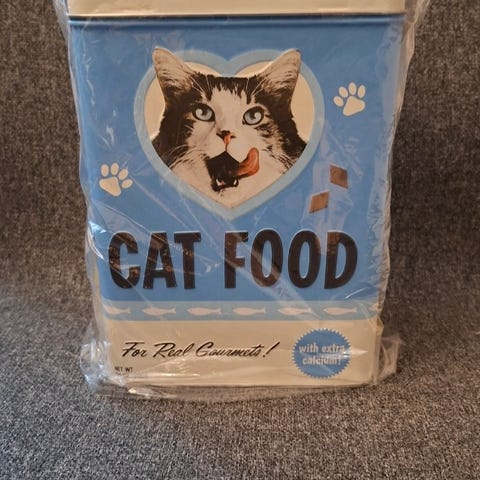 CAT FOOD
For Real Gourmets!
with extra
calcium!
NET WT